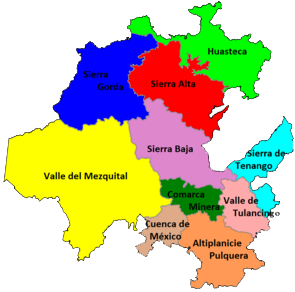 Huasteca
Sierra
Gorda
Sierra Alta
Sierra Baja
Sierra de
Tenango
Valle del Mezquital
Comarca
Minera
Valle de
Tulancingo
Cuenca de
México
Altiplanicie
Pulquera